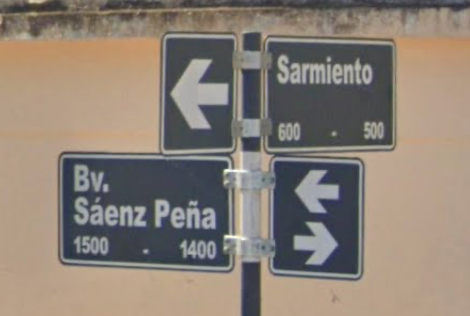 Sarmiento
600 - 500
Bv.
Sáenz Peña
1500 - 1400